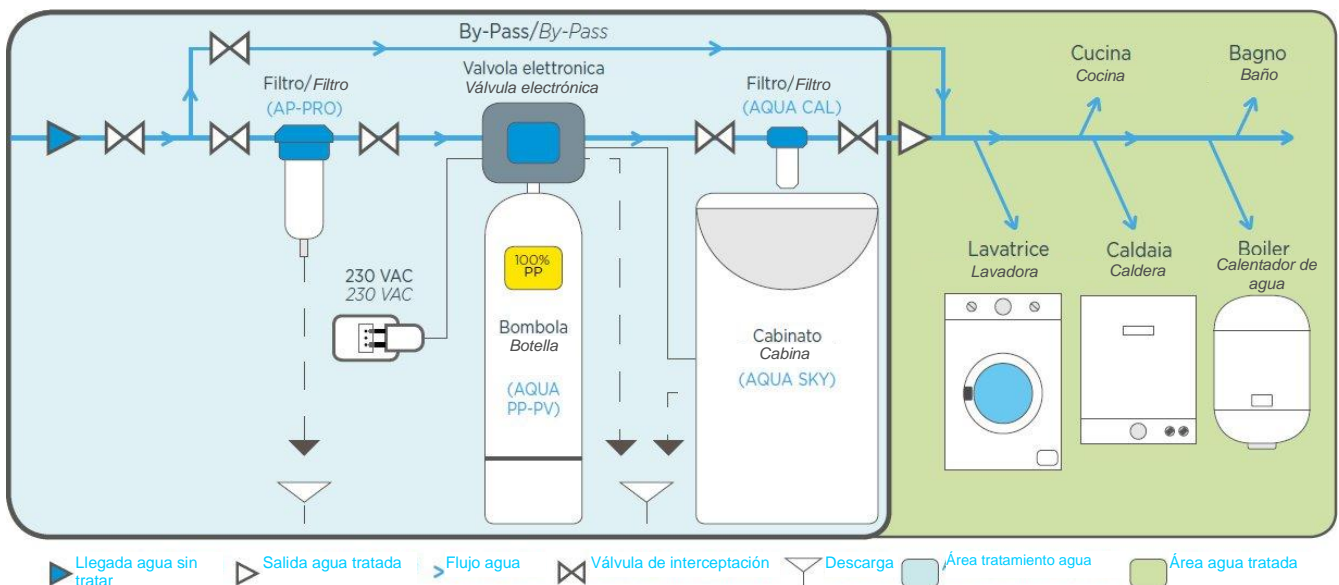 By-Pass/By-Pass
Cucina
Cocina
Bagno
Baño
Filtro/Filtro
(AP-PRO)
Valvola elettronica
Válvula electrónica
Filtro/Filtro
(AQUA CAL)
Lavatrice
Lavadora
Caldaia
Caldera
Boiler
Calentador de
agua
230 VAC
230 VAC
100%
PP
Bombola
Botella
(AQUA
PP-PV)
Cabinato
Cabina
(AQUA SKY)
Llegada agua sin
tratar
Salida agua tratada
Flujo agua
Válvula de interceptación
Descarga
Área tratamiento agua
Área agua tratada